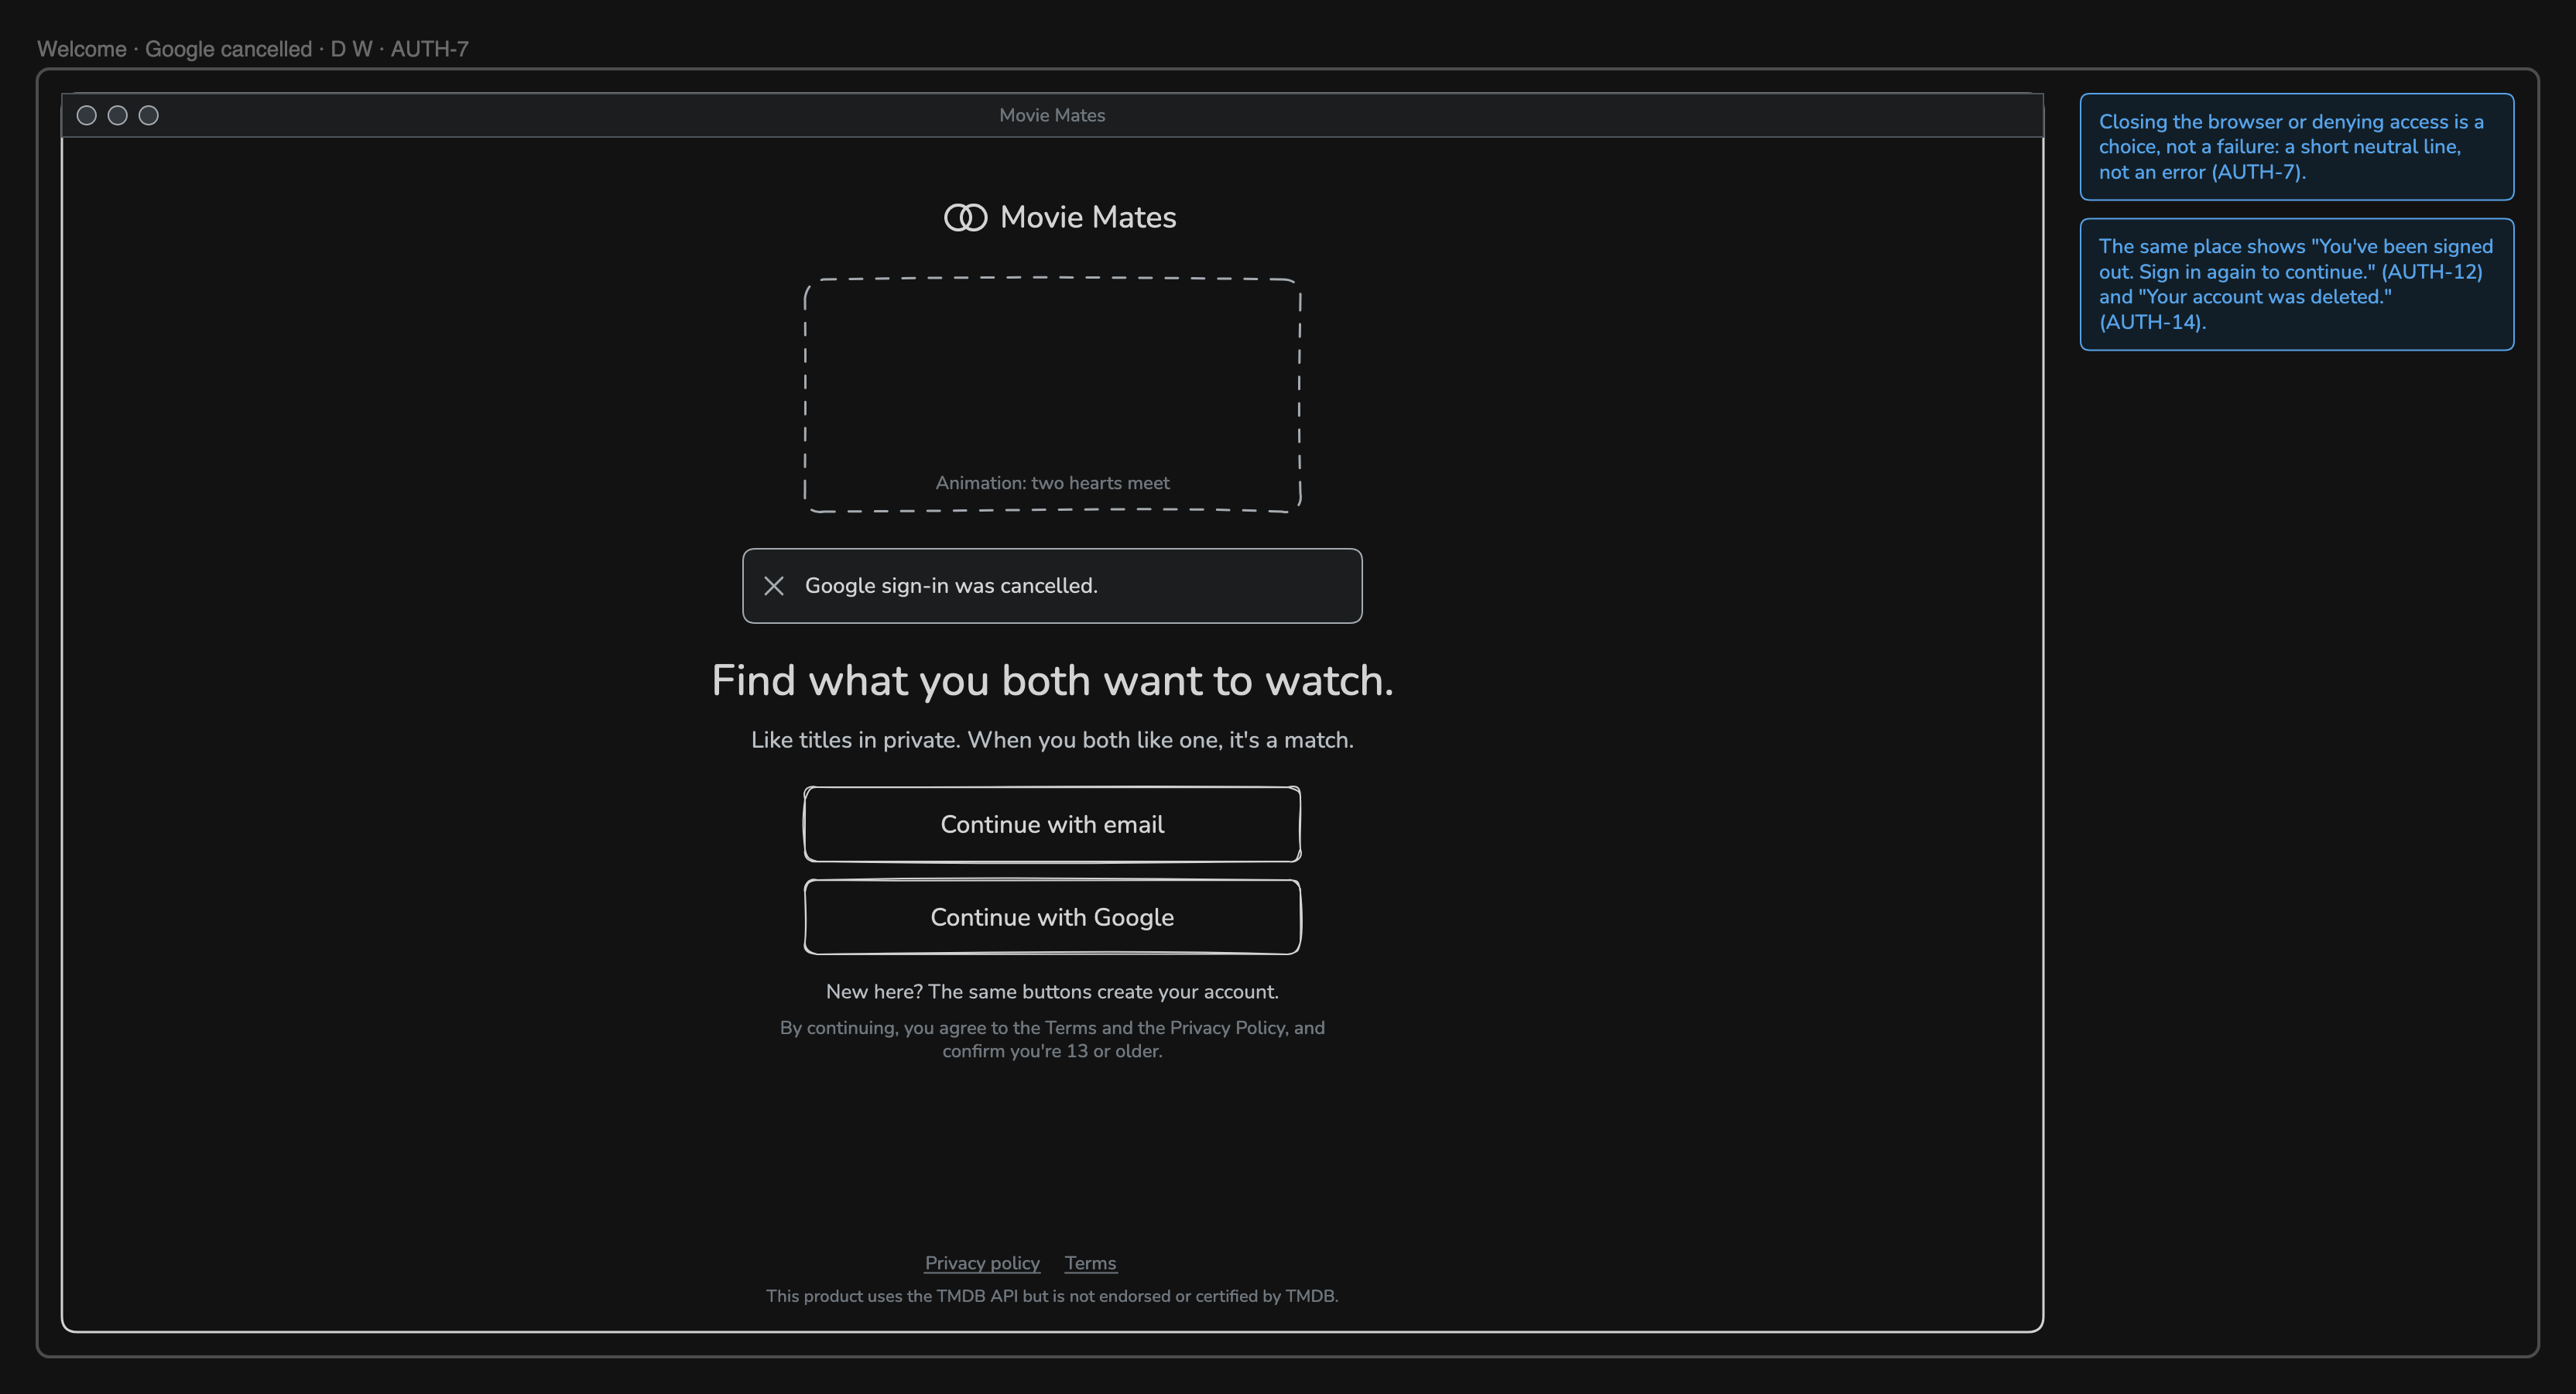 Welcome · Google cancelled · D W · AUTH-7
Movie Mates
Movie Mates
Animation: two hearts meet
Google sign-in was cancelled.
Find what you both want to watch.
Like titles in private. When you both like one, it's a match.
Continue with email
Continue with Google
New here? The same buttons create your account.
By continuing, you agree to the Terms and the Privacy Policy, and
confirm you're 13 or older.
Privacy policy Terms
This product uses the TMDB API but is not endorsed or certified by TMDB.
Closing the browser or denying access is a
choice, not a failure: a short neutral line,
not an error (AUTH-7).
The same place shows "You've been signed
out. Sign in again to continue." (AUTH-12)
and "Your account was deleted."
(AUTH-14).